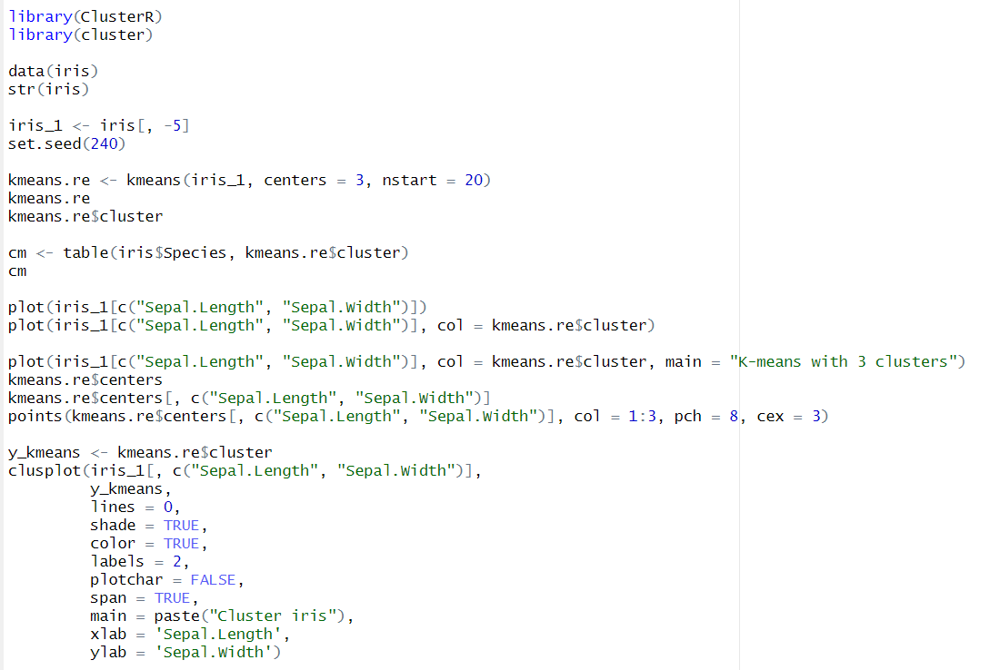 library(ClusterR)
library(cluster)
data(iris)
str(iris)
iris_1 <- iris[, -5]
set.seed(240)
kmeans.re <- kmeans(iris_1, centers = 3, nstart = 20)
kmeans.re
kmeans.re$cluster
cm <- table(iris$Species, kmeans.re$cluster)
cm
plot(iris_1[c("Sepal.Length", "Sepal.Width")])
plot(iris_1[c("Sepal.Length", "Sepal.Width")], col = kmeans.re$cluster)
plot(iris_1[c("Sepal.Length", "Sepal.Width")], col = kmeans.re$cluster, main = "K-means with 3 clusters")
kmeans.re$centers
kmeans.re$centers[, c("Sepal.Length", "Sepal.Width")]
points(kmeans.re$centers[, c("Sepal.Length", "Sepal.Width")], col = 1:3, pch = 8, cex = 3)
y_kmeans <- kmeans.re$cluster
clusplot(iris_1[, c("Sepal.Length", "Sepal.Width")],
y_kmeans,
lines = 0,
shade = TRUE,
color = TRUE,
labels = 2,
plotchar = FALSE,
span = TRUE,
main = paste("Cluster iris"),
xlab = 'Sepal.Length',
ylab = 'Sepal.Width')